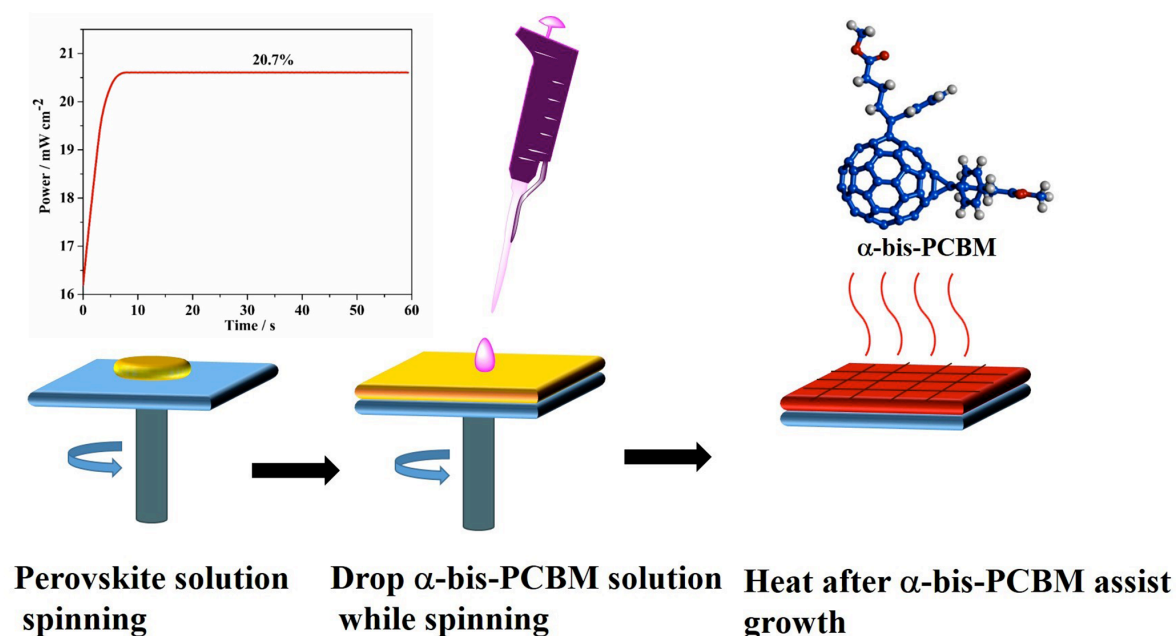 21
20
19
18
17
16
Power / mW cm-2
20.7%
0
10
20
30
40
50
60
Time / s
α-bis-PCBM
Perovskite solution
spinning
Drop α-bis-PCBM solution
while spinning
Heat after α-bis-PCBM assist
growth